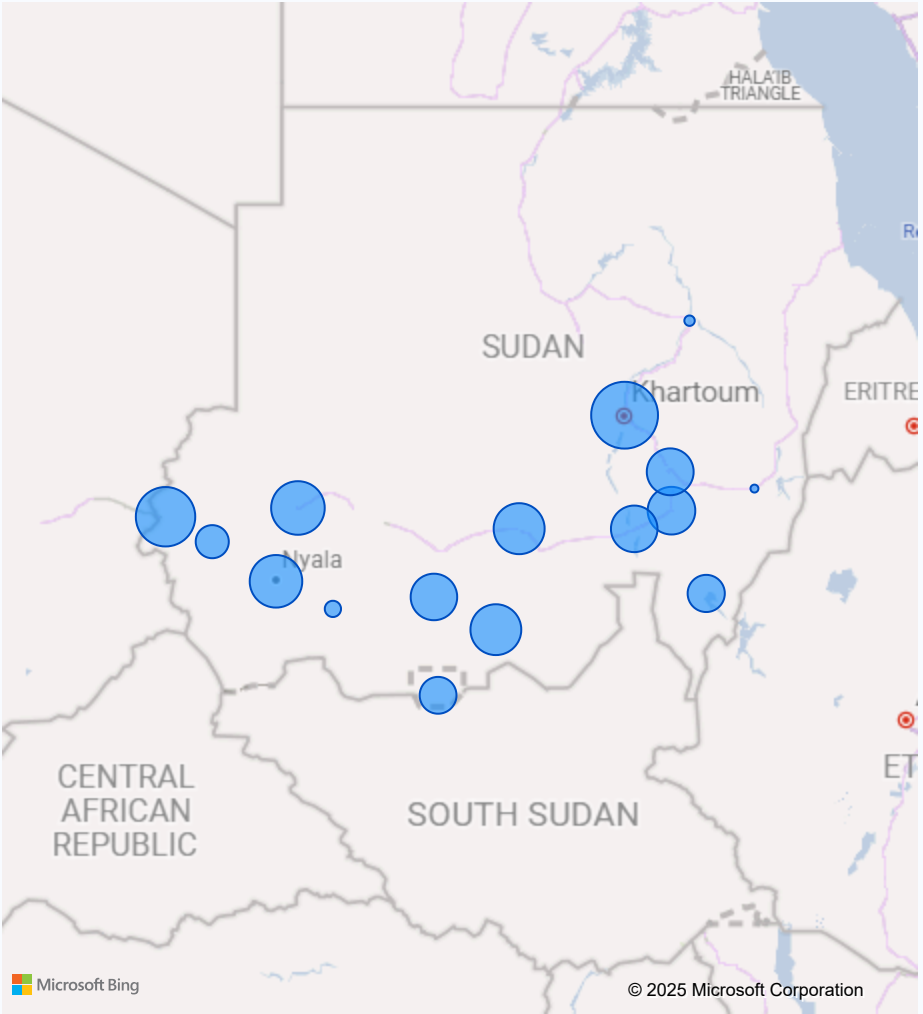 HALA'IB
TRIANGLE
SUDAN
Khartoum
ERITRE
Nyala
CENTRAL
AFRICAN
REPUBLIC
SOUTH SUDAN
ET
Microsoft Bing
© 2025 Microsoft Corporation